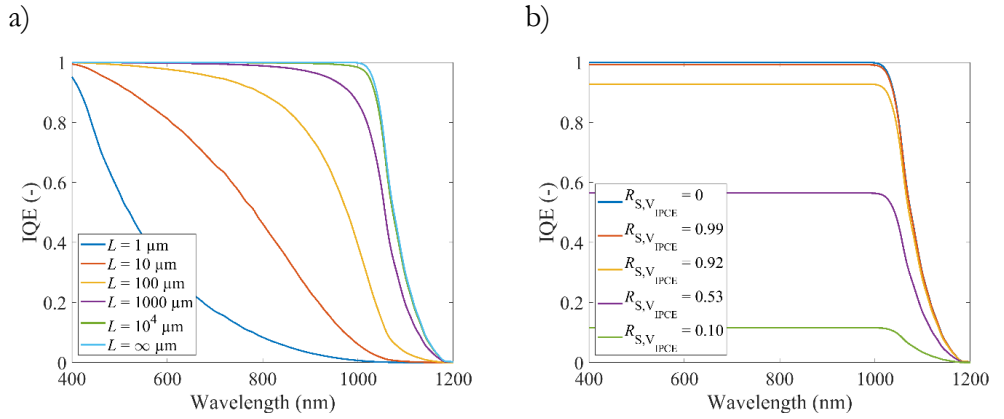 a)
IQE (-)
1
0.8
0.6
0.4
0.2
0
L = 1 µm
L = 10 µm
L = 100 µm
L = 1000 µm
L = 10⁴ µm
L = ∞ µm
400 600 800 1000 1200
Wavelength (nm)
b)
IQE (-)
1
0.8
0.6
0.4
0.2
0
R_S,V_IPCE = 0
R_S,V_IPCE = 0.99
R_S,V_IPCE = 0.92
R_S,V_IPCE = 0.53
R_S,V_IPCE = 0.10
400 600 800 1000 1200
Wavelength (nm)